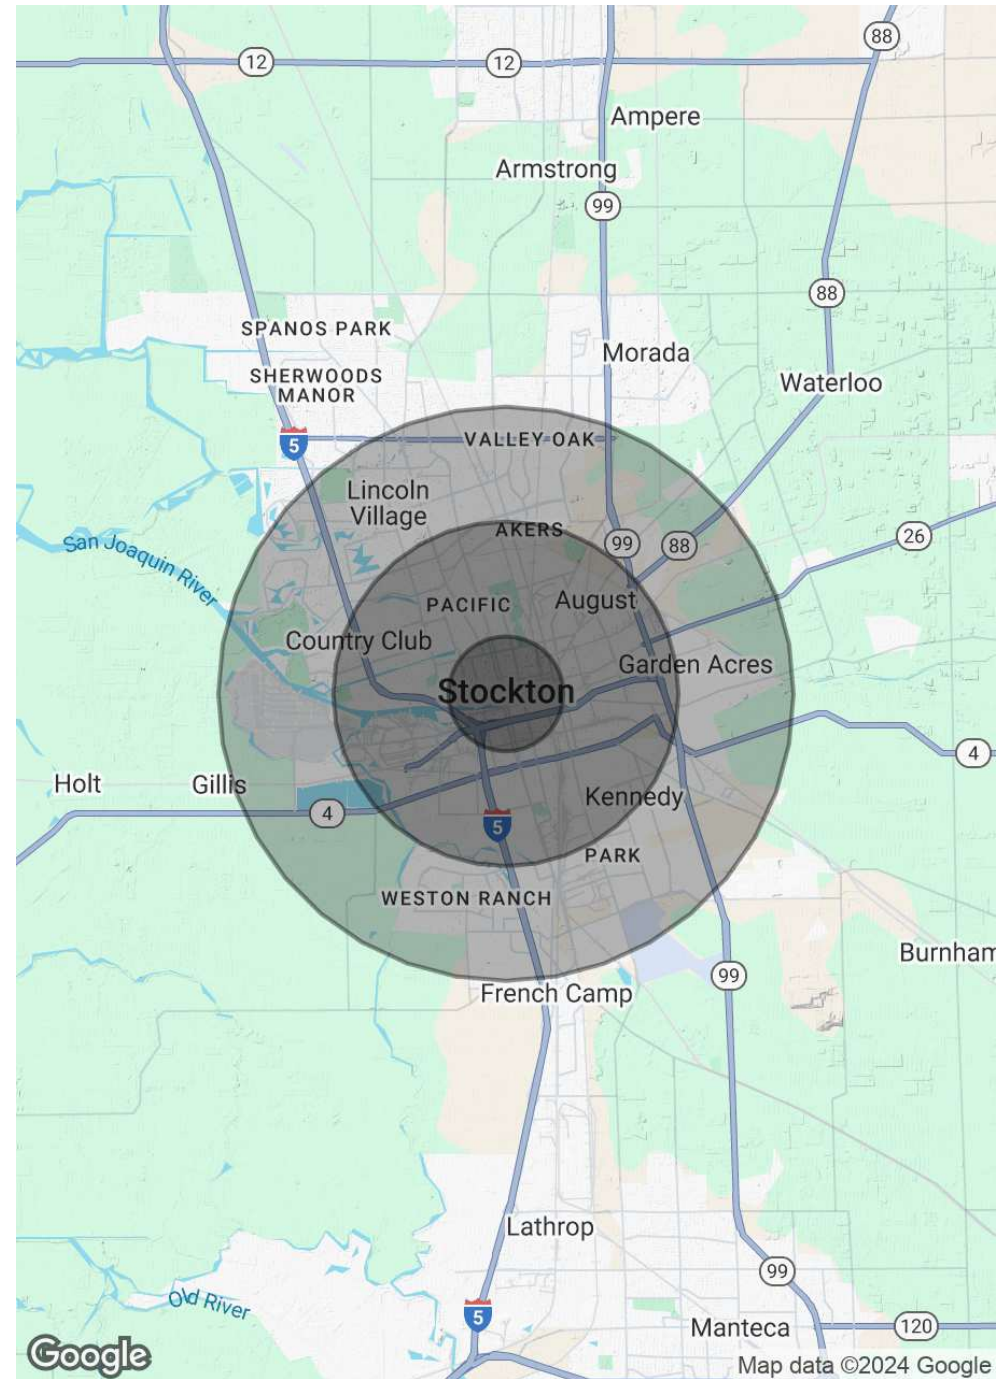 88
12
12
Ampere
Armstrong
99
88
SPANOS PARK
Morada
SHERWOODS
MANOR
Waterloo
5
VALLEY OAK
Lincoln
Village
AKERS
26
San Joaquin River
99
88
PACIFIC
August
Country Club
Garden Acres
Stockton
4
Holt
Gillis
Kennedy
4
5
PARK
WESTON RANCH
Burnham
99
French Camp
Lathrop
99
Old River
5
Manteca
120
Google
Map data ©2024 Google